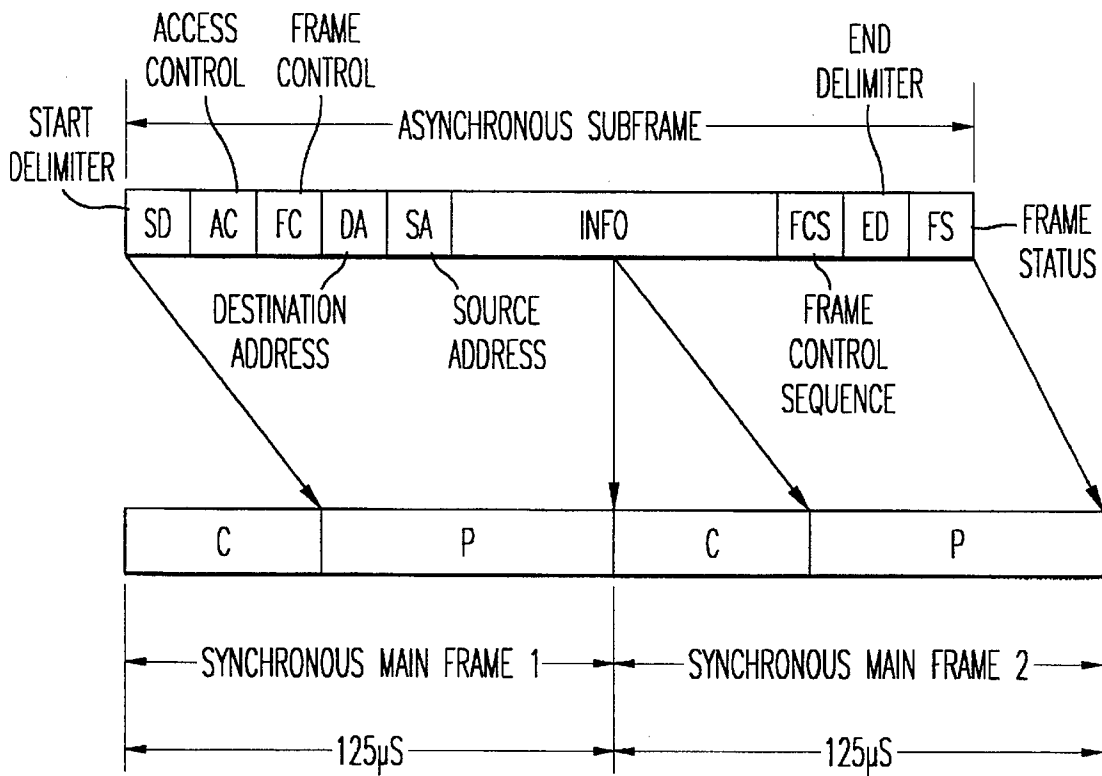 ACCESS
CONTROL
FRAME
CONTROL
END
DELIMITER
START
DELIMITER
ASYNCHRONOUS SUBFRAME
SD AC FC DA SA INFO FCS ED FS
FRAME
STATUS
DESTINATION
ADDRESS
SOURCE
ADDRESS
FRAME
CONTROL
SEQUENCE
C P C P
SYNCHRONOUS MAIN FRAME 1
SYNCHRONOUS MAIN FRAME 2
125µS
125µS